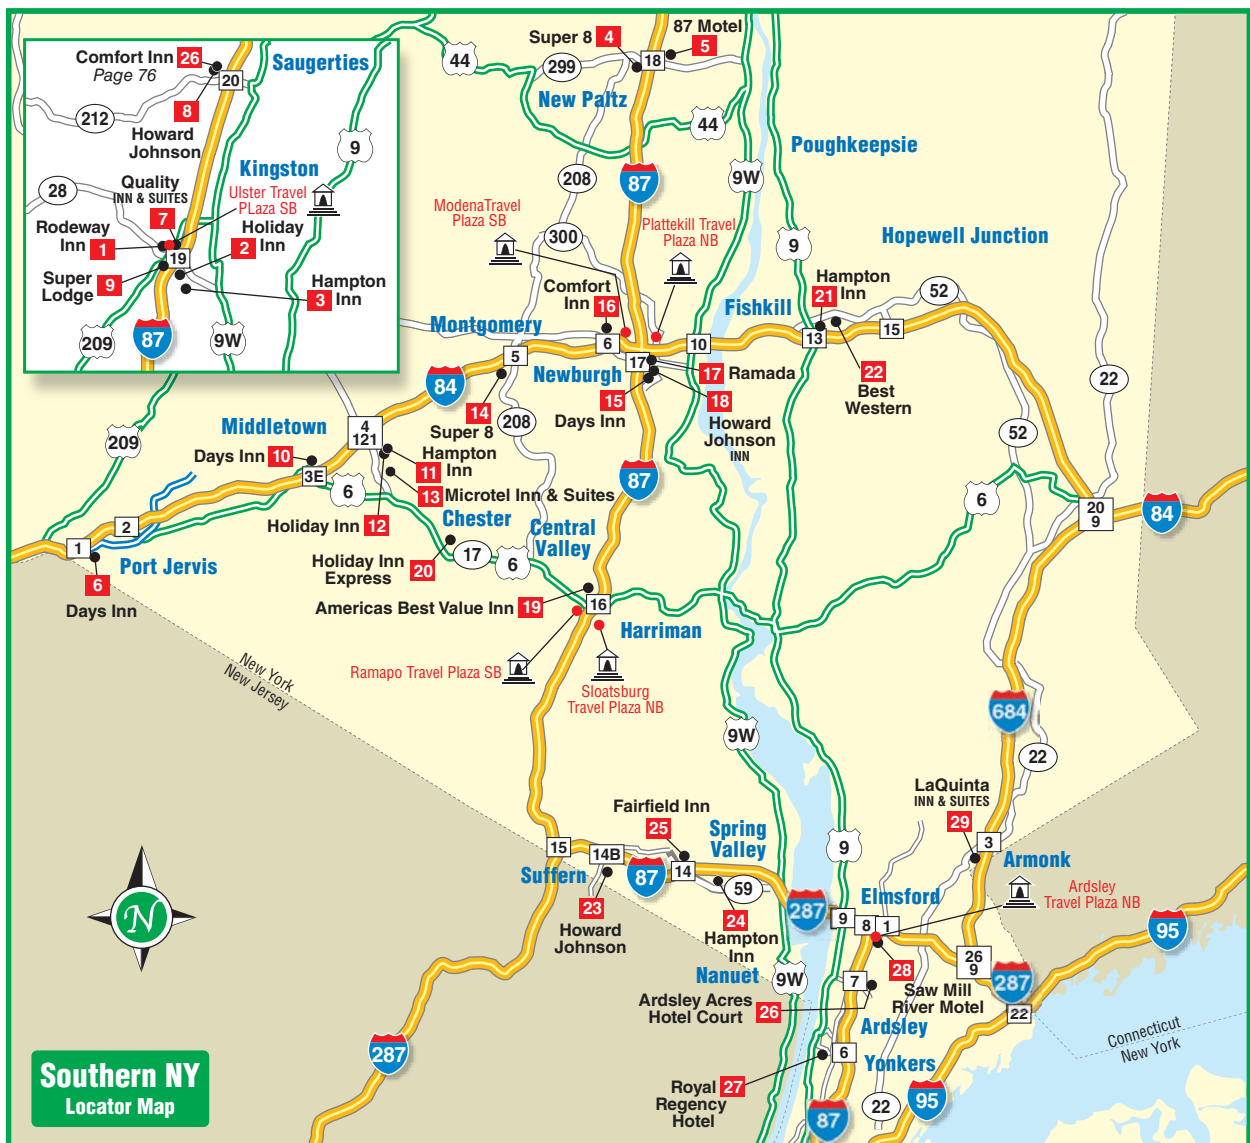 Comfort Inn 26
Page 76
Saugerties
20
8
212
Howard
Johnson
9
Kingston
28
Quality
INN & SUITES
7
Ulster Travel
PLaza SB
Rodeway
Inn 1
2 Holiday
Inn
19
Super
Lodge 9
Hampton
3 Inn
209
87
9W
44
Super 8 4
87 Motel
5
299
18
New Paltz
44
Poughkeepsie
208
87
9W
ModenaTravel
Plaza SB
300
Plattekill Travel
Plaza NB
9
Hopewell Junction
Comfort
Inn 16
Hampton
21 Inn
52
Fishkill
Montgomery
5
6
10
13
15
17
84
Newburgh
17 Ramada
22
Best
Western
22
14
Super 8
208
15
Days Inn
18
Howard
Johnson
INN
52
209
Middletown
4
121
Days Inn 10
3E
6
Hampton
11 Inn
13 Microtel Inn & Suites
87
Holiday Inn 12
Chester
Central
Valley
6
20
9
84
2
1
Port Jervis
6
Days Inn
Holiday Inn
Express 20
17
6
Americas Best Value Inn 19
16
Harriman
New York
New Jersey
Ramapo Travel Plaza SB
Sloatsburg
Travel Plaza NB
684
9W
22
LaQuinta
INN & SUITES
29
3
Armonk
Fairfield Inn
25
Spring
Valley
9
15
14B
Suffern
87
14
59
Elmsford
Ardsley
Travel Plaza NB
287
9
8
1
95
23
Howard
Johnson
24
Hampton
Inn
Nanuet
9W
28
Saw Mill
River Motel
26
9
287
7
Ardsley Acres
Hotel Court 26
22
Ardsley
Connecticut
New York
287
6
Yonkers
Royal 27
Regency
Hotel
87
22
95
N
Southern NY
Locator Map